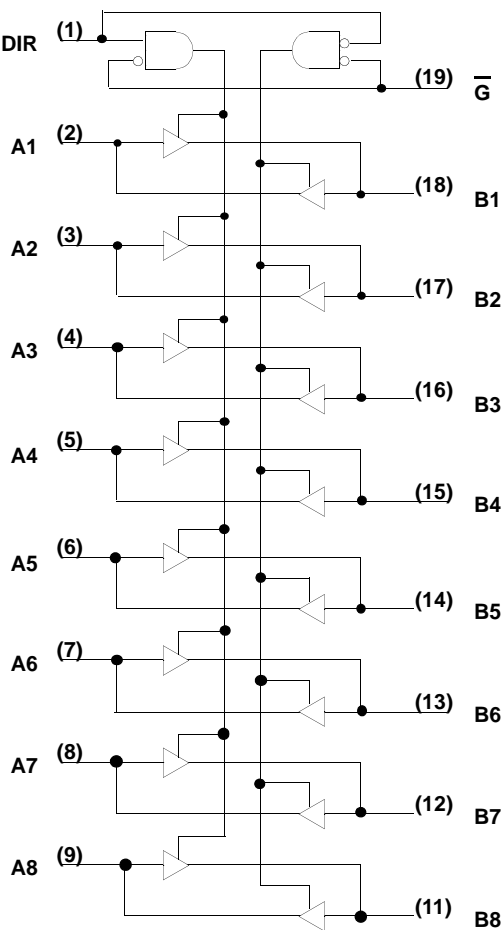 DIR (1)
(19) G̅
A1 (2)
(18) B1
A2 (3)
(17) B2
A3 (4)
(16) B3
A4 (5)
(15) B4
A5 (6)
(14) B5
A6 (7)
(13) B6
A7 (8)
(12) B7
A8 (9)
(11) B8